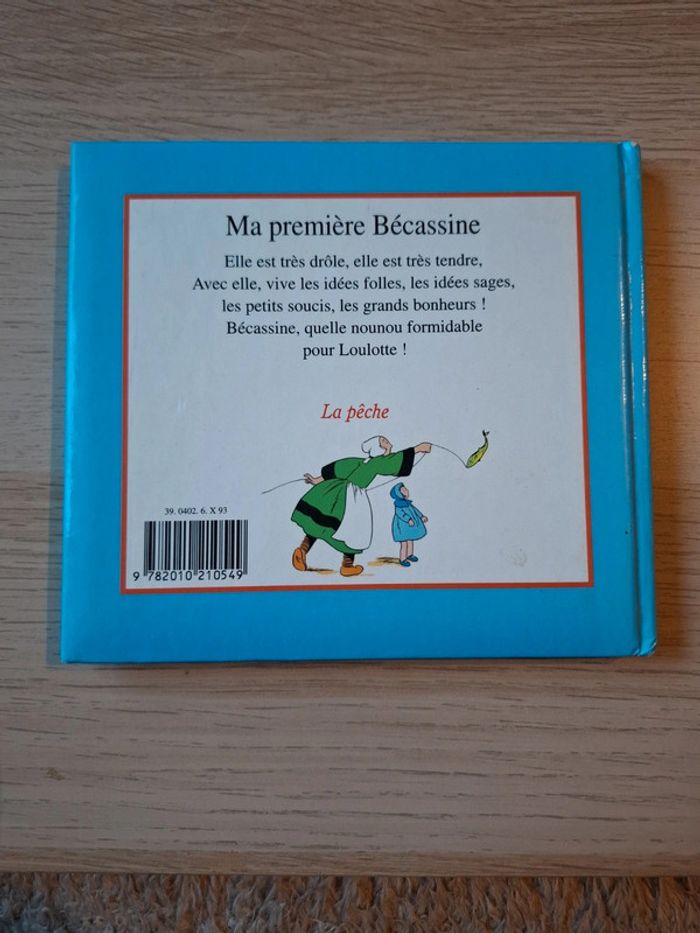 Ma première Bécassine
Elle est très drôle, elle est très tendre,
Avec elle, vive les idées folles, les idées sages,
les petits soucis, les grands bonheurs !
Bécassine, quelle nounou formidable
pour Loulotte !
La pêche
39. 0402. 6. X 93
9 782010 210549